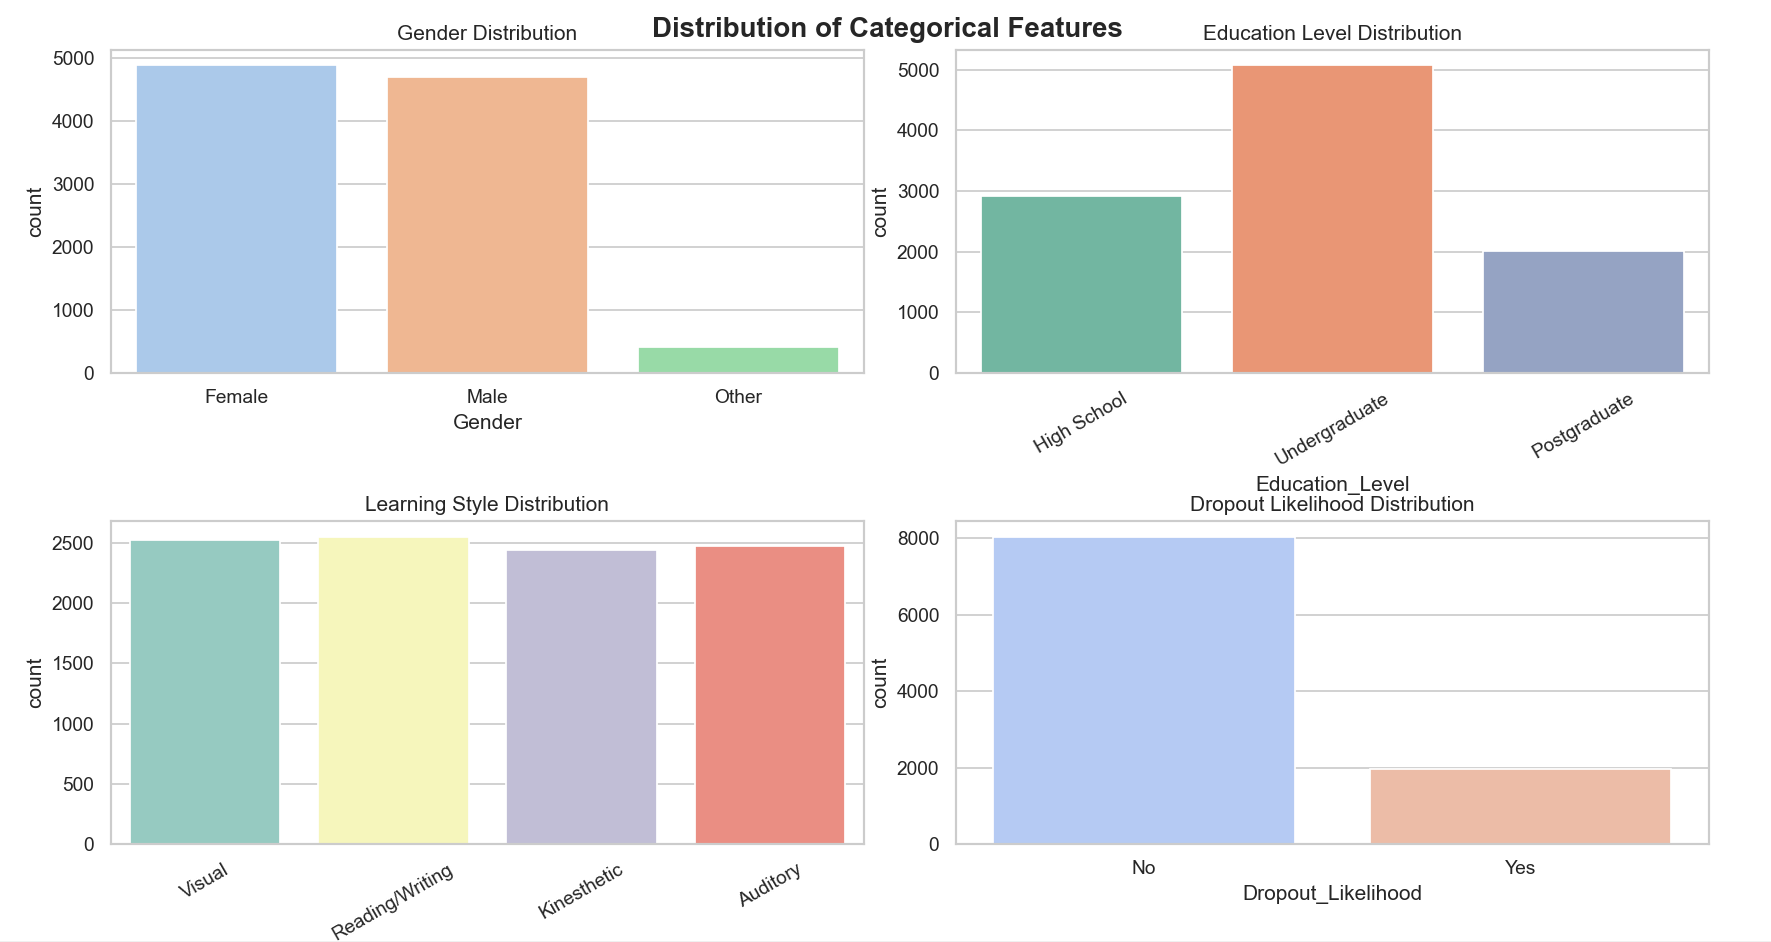 Distribution of Categorical Features
Gender Distribution
5000
4000
3000
2000
1000
0
count
Female
Male
Other
Gender
Education Level Distribution
5000
4000
3000
2000
1000
0
count
High School
Undergraduate
Postgraduate
Education_Level
Learning Style Distribution
2500
2000
1500
1000
500
0
count
Visual
Reading/Writing
Kinesthetic
Auditory
Dropout Likelihood Distribution
8000
6000
4000
2000
0
count
No
Yes
Dropout_Likelihood